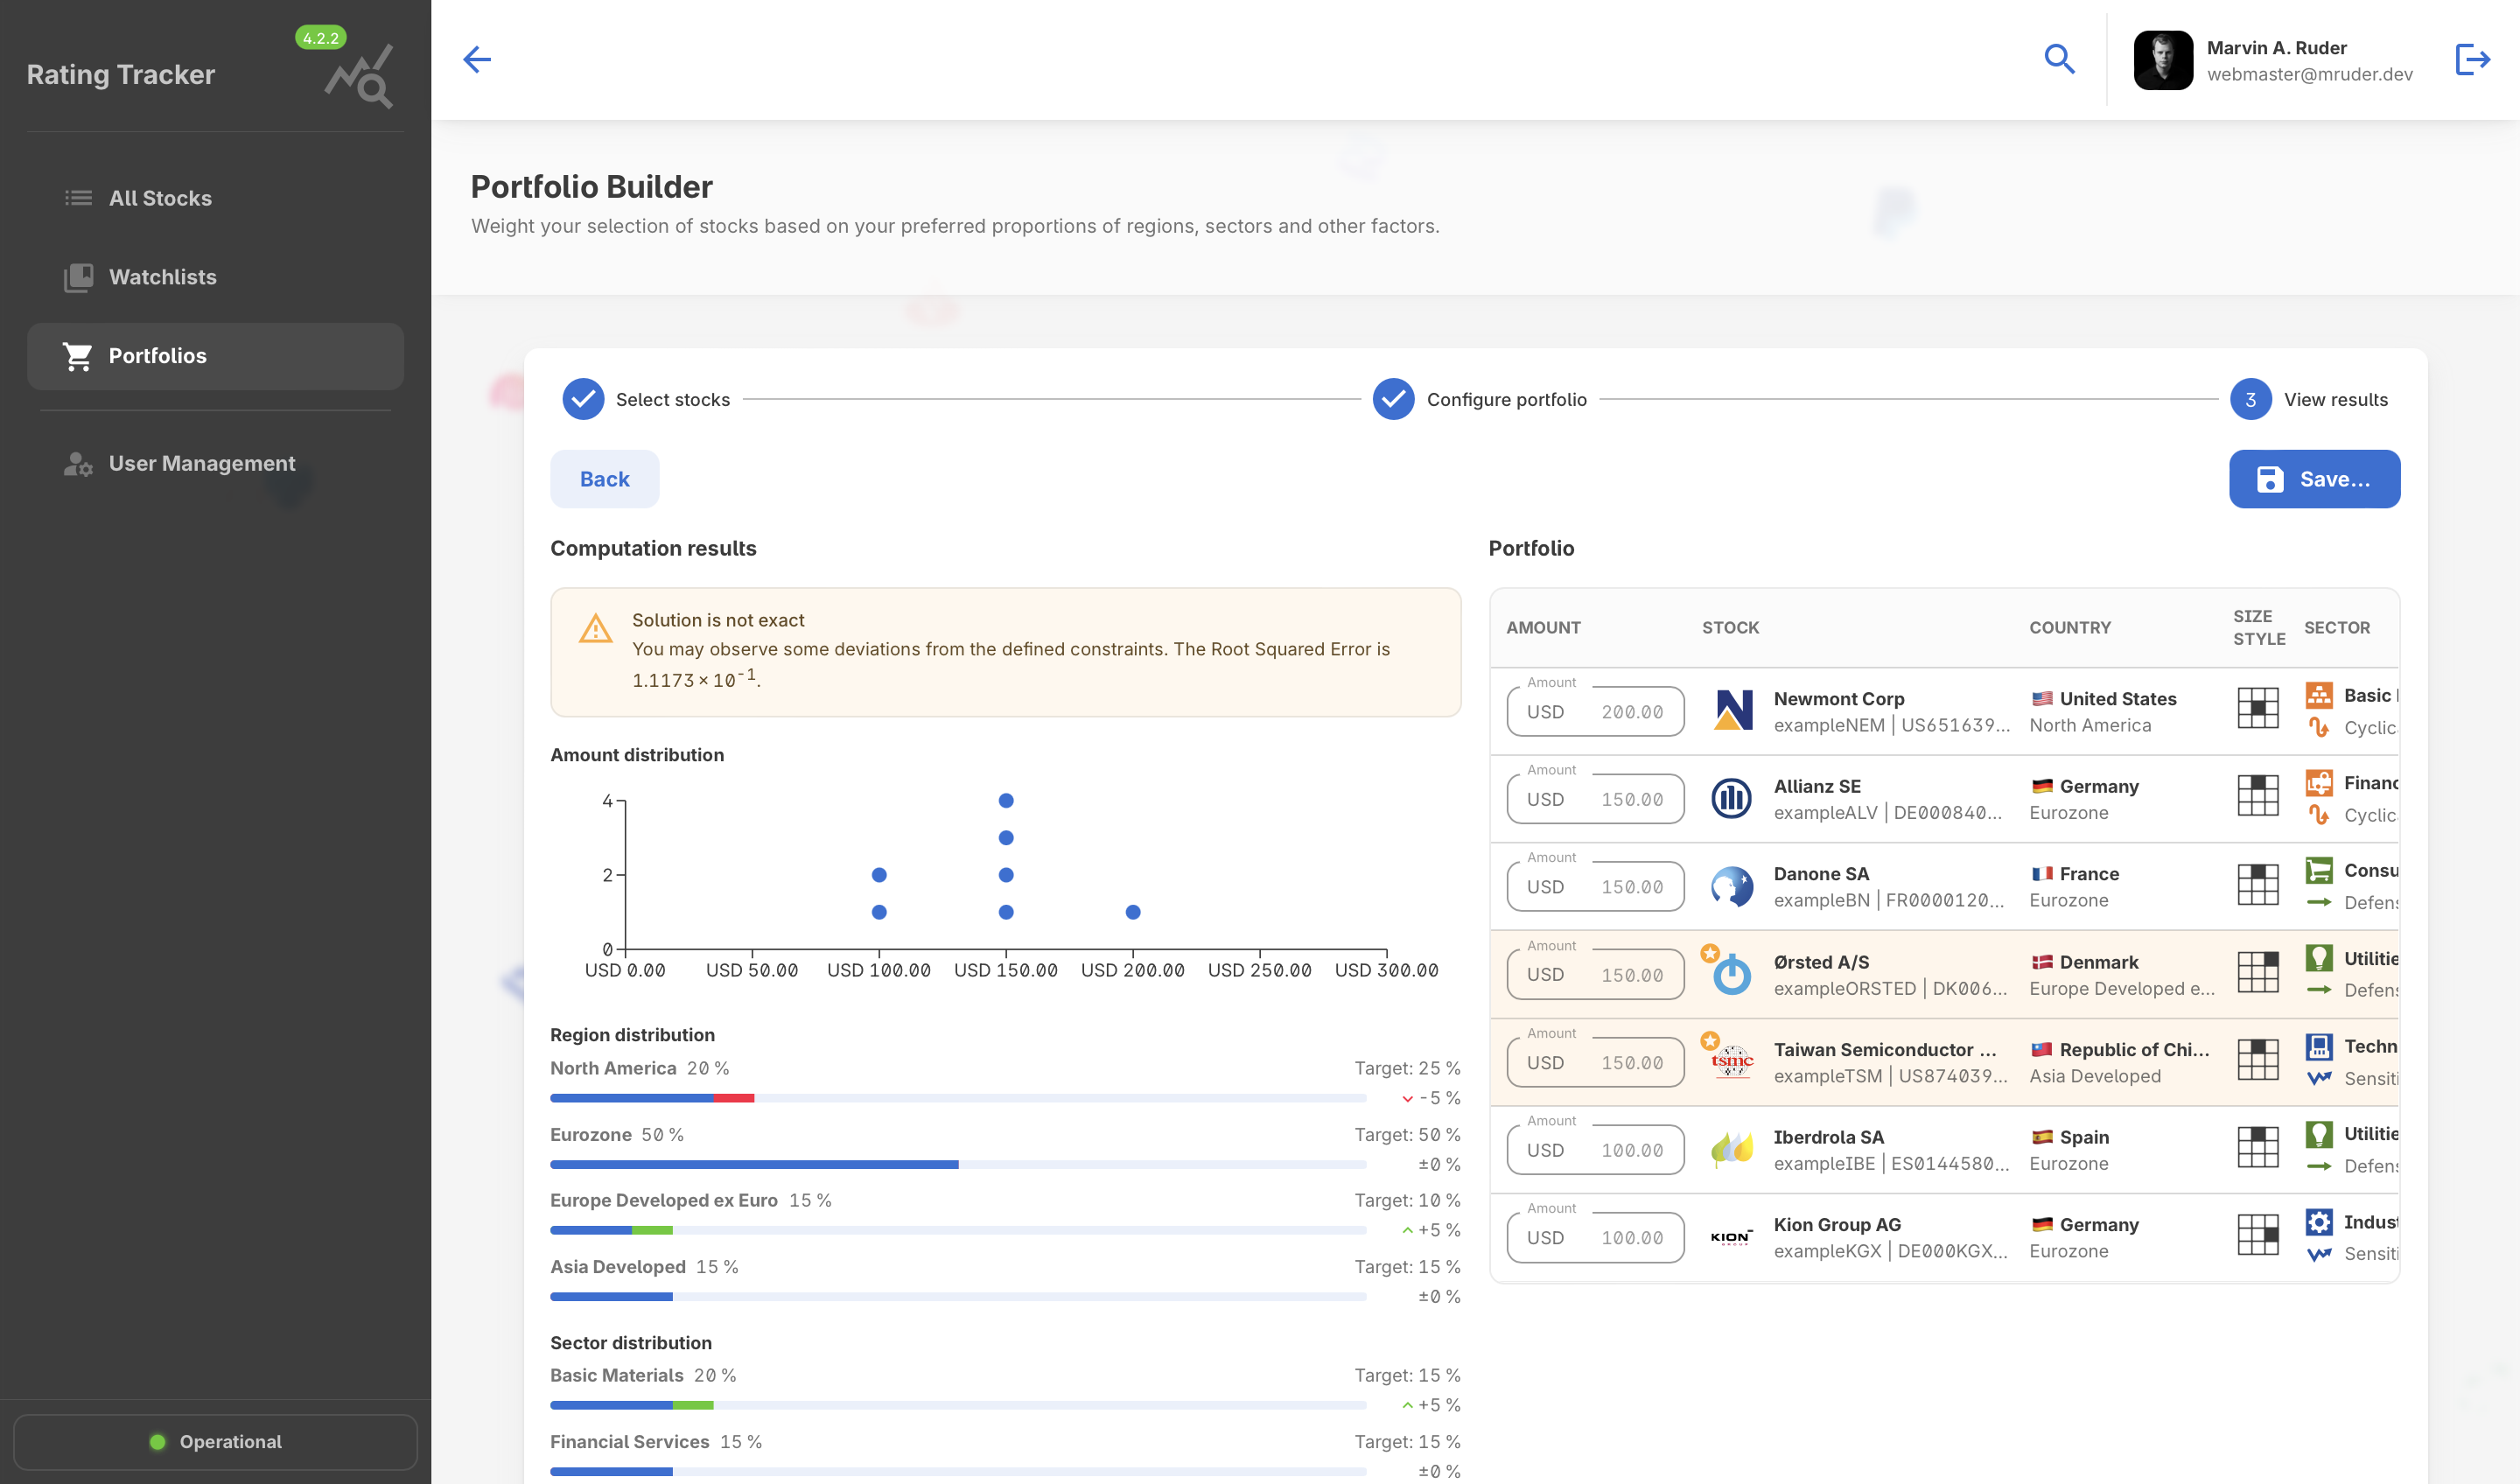 Rating Tracker
4.2.2
All Stocks
Watchlists
Portfolios
User Management
Operational
Marvin A. Ruder
webmaster@mruder.dev
Portfolio Builder
Weight your selection of stocks based on your preferred proportions of regions, sectors and other factors.
Select stocks
Configure portfolio
3 View results
Back
Save...
Computation results
Solution is not exact
You may observe some deviations from the defined constraints. The Root Squared Error is
1.1173 × 10⁻¹.
Amount distribution
4
2
0
USD 0.00 USD 50.00 USD 100.00 USD 150.00 USD 200.00 USD 250.00 USD 300.00
Region distribution
North America 20 % Target: 25 %
-5 %
Eurozone 50 % Target: 50 %
±0 %
Europe Developed ex Euro 15 % Target: 10 %
+5 %
Asia Developed 15 % Target: 15 %
±0 %
Sector distribution
Basic Materials 20 % Target: 15 %
+5 %
Financial Services 15 % Target: 15 %
±0 %
Portfolio
AMOUNT STOCK COUNTRY SIZE STYLE SECTOR
Amount
USD 200.00
Newmont Corp
exampleNEM | US651639...
United States
North America
Basic
Cyclic
Amount
USD 150.00
Allianz SE
exampleALV | DE000840...
Germany
Eurozone
Financ
Cyclic
Amount
USD 150.00
Danone SA
exampleBN | FR0000120...
France
Eurozone
Consu
Defens
Amount
USD 150.00
Ørsted A/S
exampleORSTED | DK006...
Denmark
Europe Developed e...
Utilitie
Defens
Amount
USD 150.00
tsmc
Taiwan Semiconductor ...
exampleTSM | US874039...
Republic of Chi...
Asia Developed
Techn
Sensiti
Amount
USD 100.00
Iberdrola SA
exampleIBE | ES0144580...
Spain
Eurozone
Utilitie
Defens
Amount
USD 100.00
KION
Kion Group AG
exampleKGX | DE000KGX...
Germany
Eurozone
Indust
Sensiti